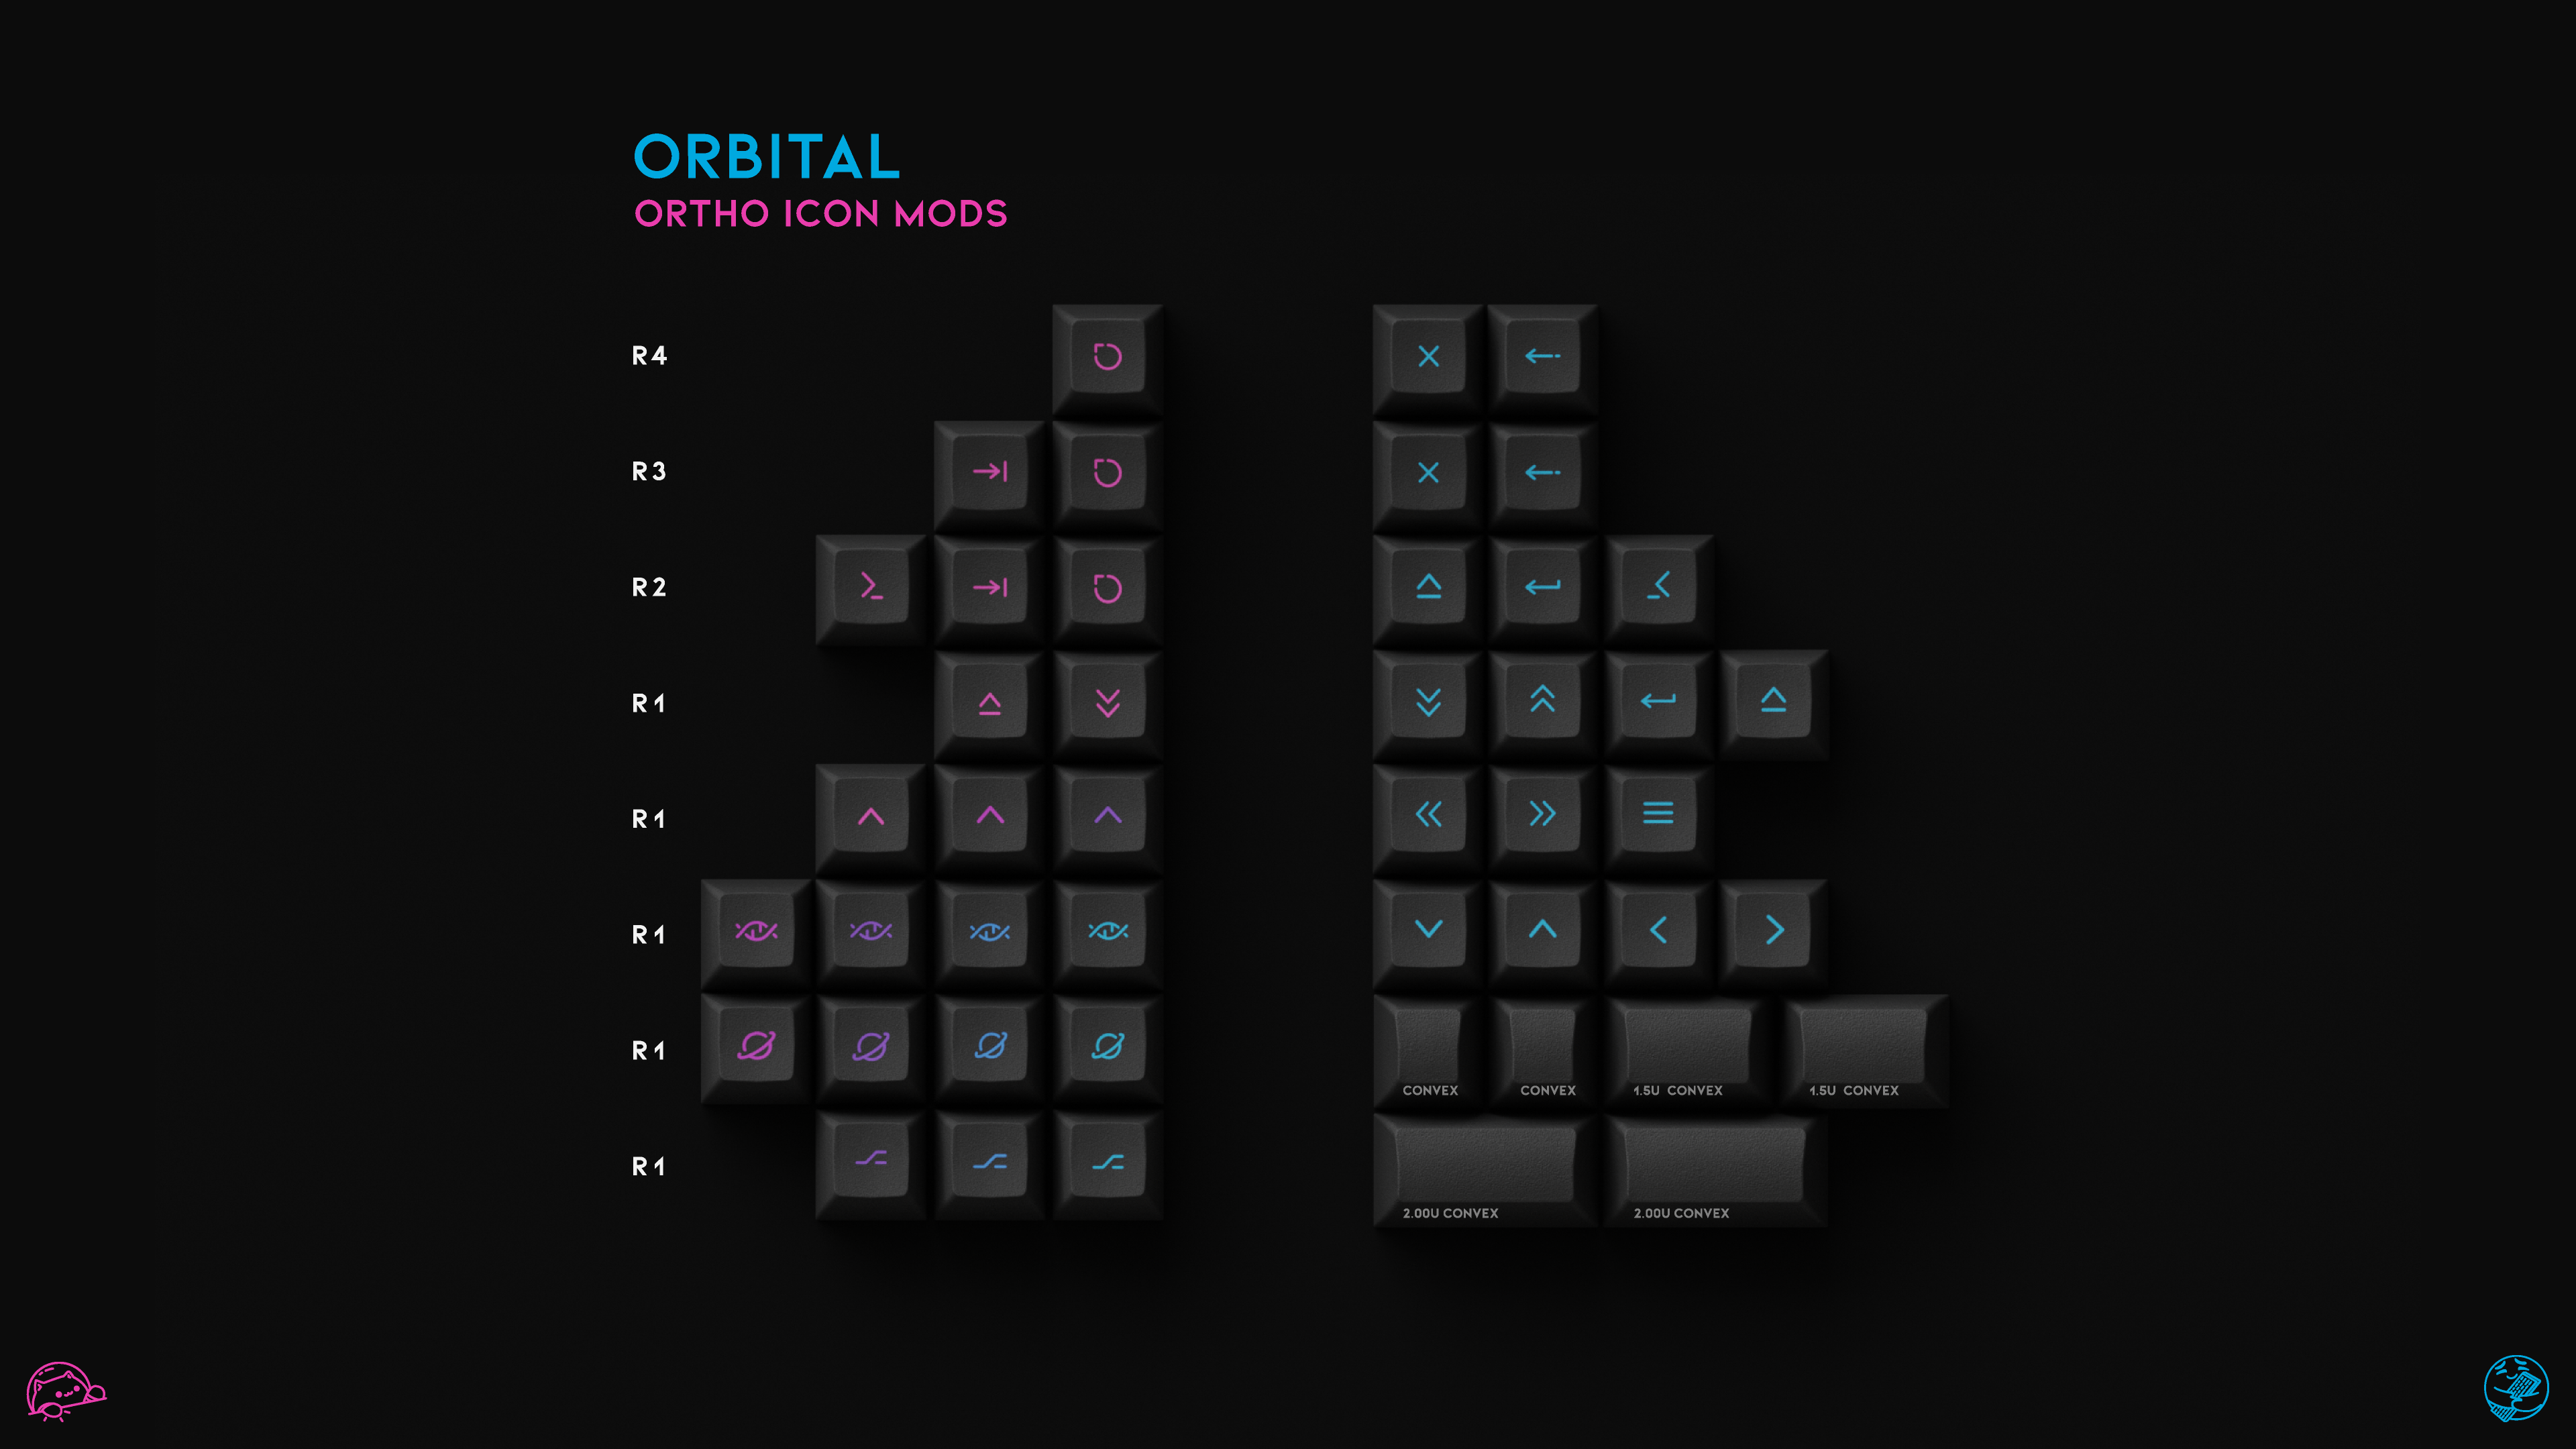 ORBITAL
ORTHO ICON MODS
R4
R3
R2
R1
R1
R1
R1
CONVEX CONVEX 1.5U CONVEX 1.5U CONVEX
R1
2.00U CONVEX 2.00U CONVEX